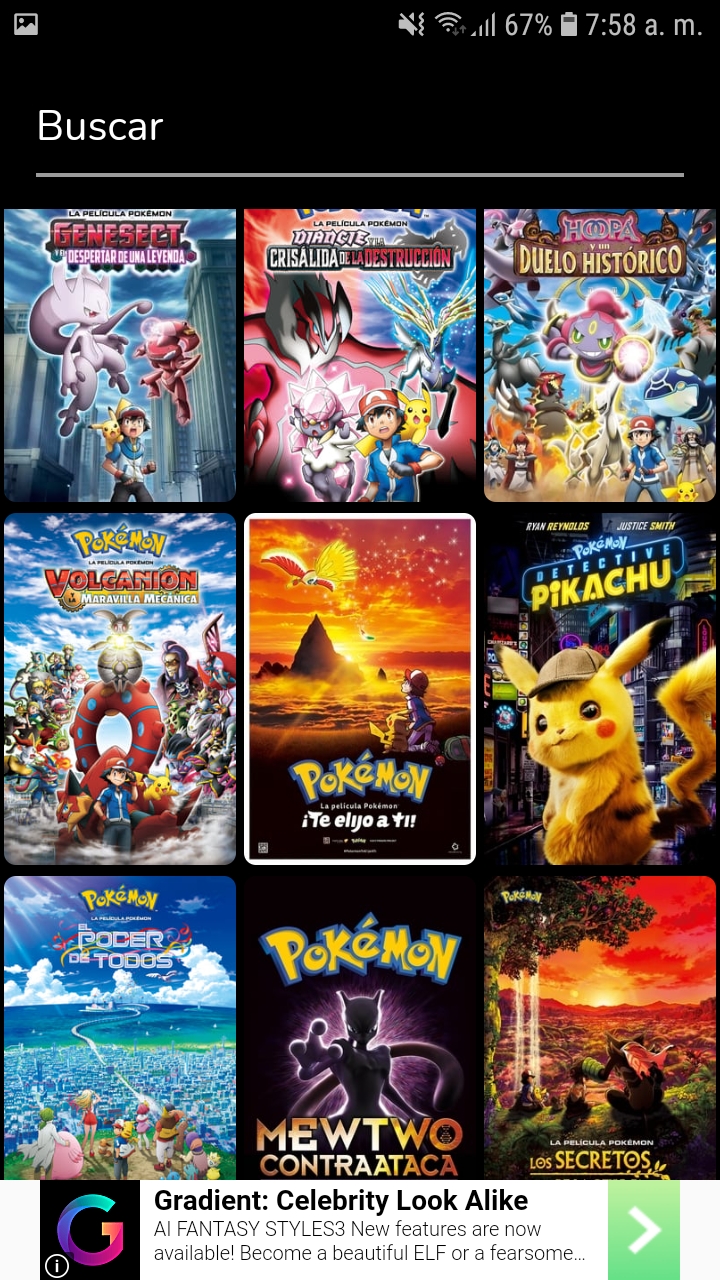 67% 7:58 a. m.
Buscar
LA PELÍCULA POKÉMON
GENESECT
Y EL DESPERTAR DE UNA LEYENDA
LA PELÍCULA POKÉMON
DIANCIE Y LA
CRISÁLIDA DE LA DESTRUCCIÓN
HOOPA
y un
DUELO HISTÓRICO
POKÉMON
LA PELÍCULA POKÉMON
VOLCANION
Y LA MARAVILLA MECÁNICA
POKÉMON
La película Pokémon
¡Te elijo a ti!
RYAN REYNOLDS JUSTICE SMITH
POKÉMON
DETECTIVE
PIKACHU
POKÉMON
LA PELÍCULA POKÉMON
EL
PODER
DE TODOS
POKÉMON
MEWTWO
CONTRAATACA
POKÉMON
LA PELÍCULA POKÉMON
LOS SECRETOS
Gradient: Celebrity Look Alike
AI FANTASY STYLES3 New features are now
available! Become a beautiful ELF or a fearsome...